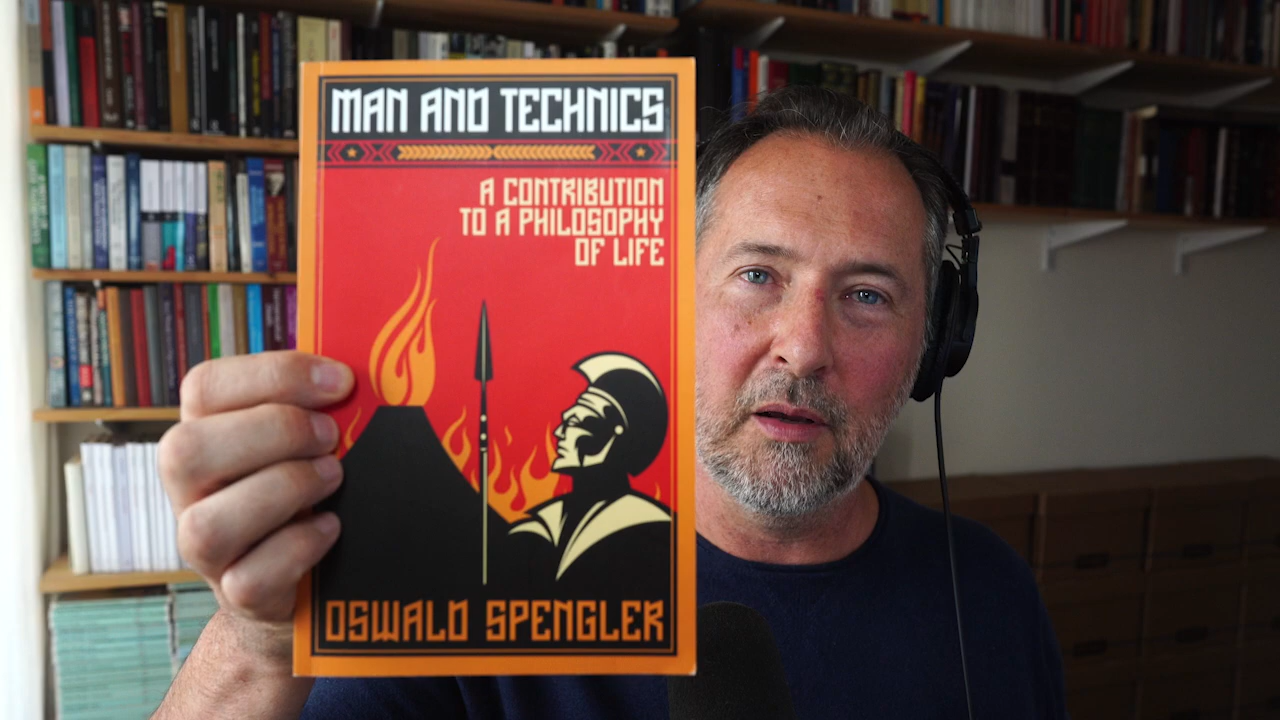 MAN AND TECHNICS
A CONTRIBUTION
TO A PHILOSOPHY
OF LIFE
OSWALD SPENGLER